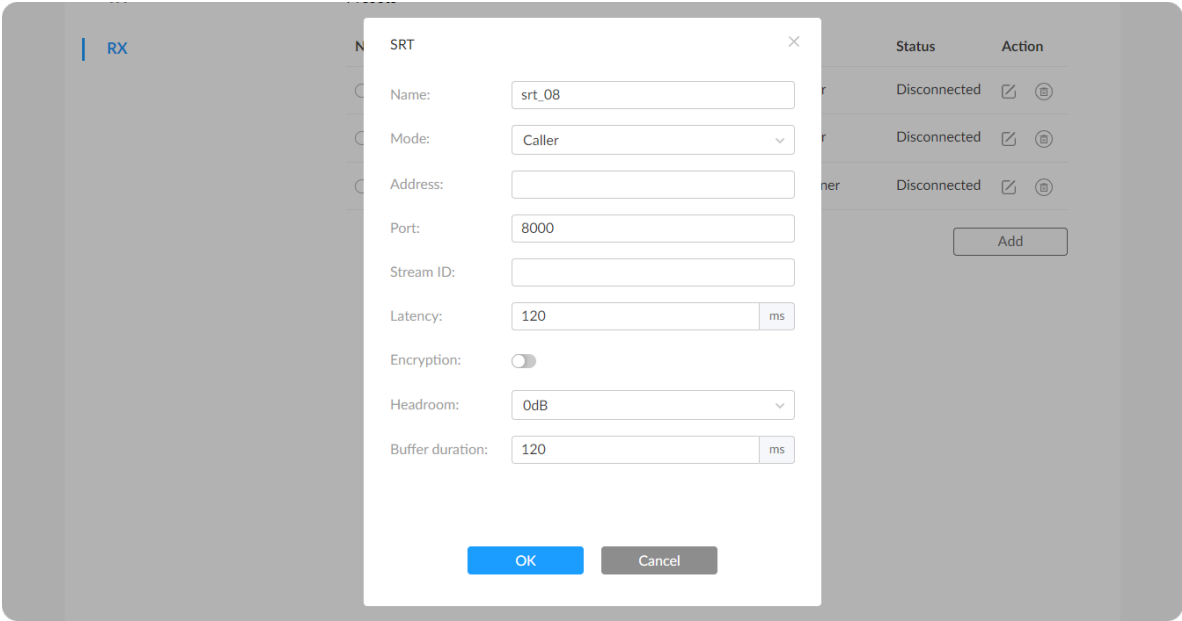 RX
SRT
Status
Action
Name:
srt_08
Disconnected
Mode:
Caller
Disconnected
Address:
Disconnected
Port:
8000
Add
Stream ID:
Latency:
120
ms
Encryption:
Headroom:
0dB
Buffer duration:
120
ms
OK
Cancel